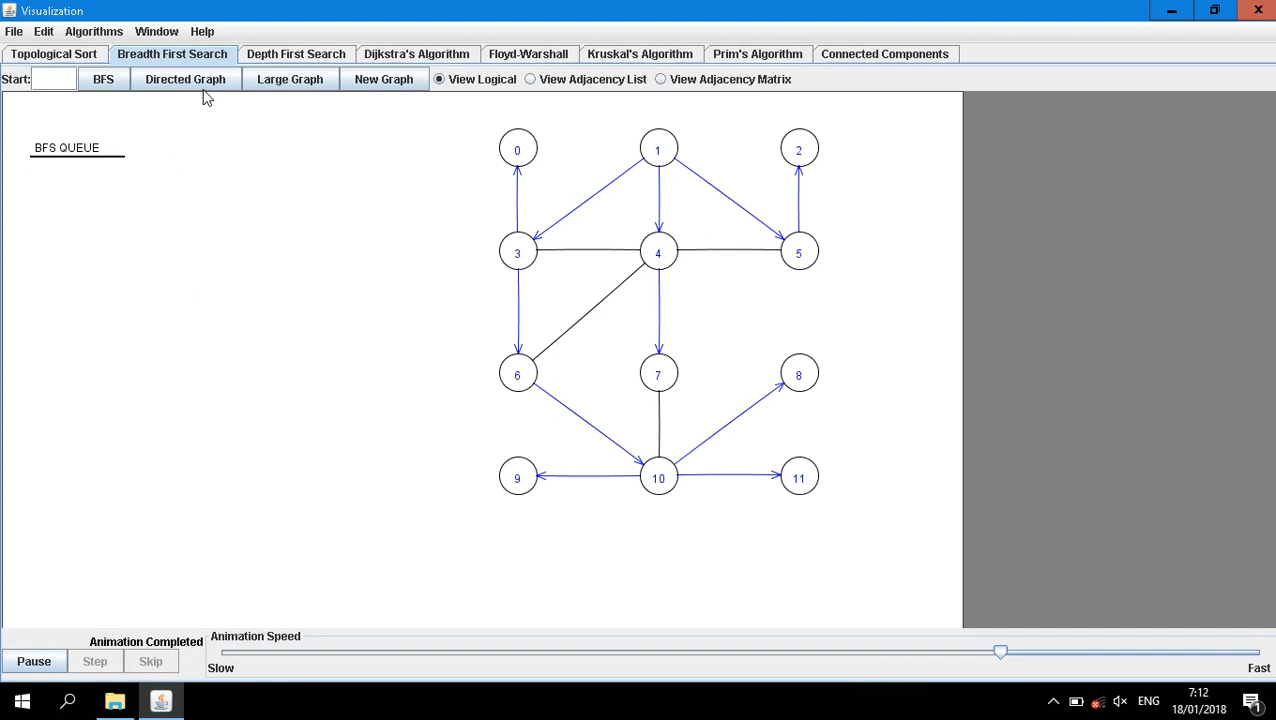 Visualization
File Edit Algorithms Window Help
Topological Sort Breadth First Search Depth First Search Dijkstra's Algorithm Floyd-Warshall Kruskal's Algorithm Prim's Algorithm Connected Components
Start: BFS Directed Graph Large Graph New Graph View Logical View Adjacency List View Adjacency Matrix
BFS QUEUE
0 1 2
3 4 5
6 7 8
9 10 11
Animation Completed Animation Speed
Pause Step Skip Slow Fast
ENG 7:12
18/01/2018 1